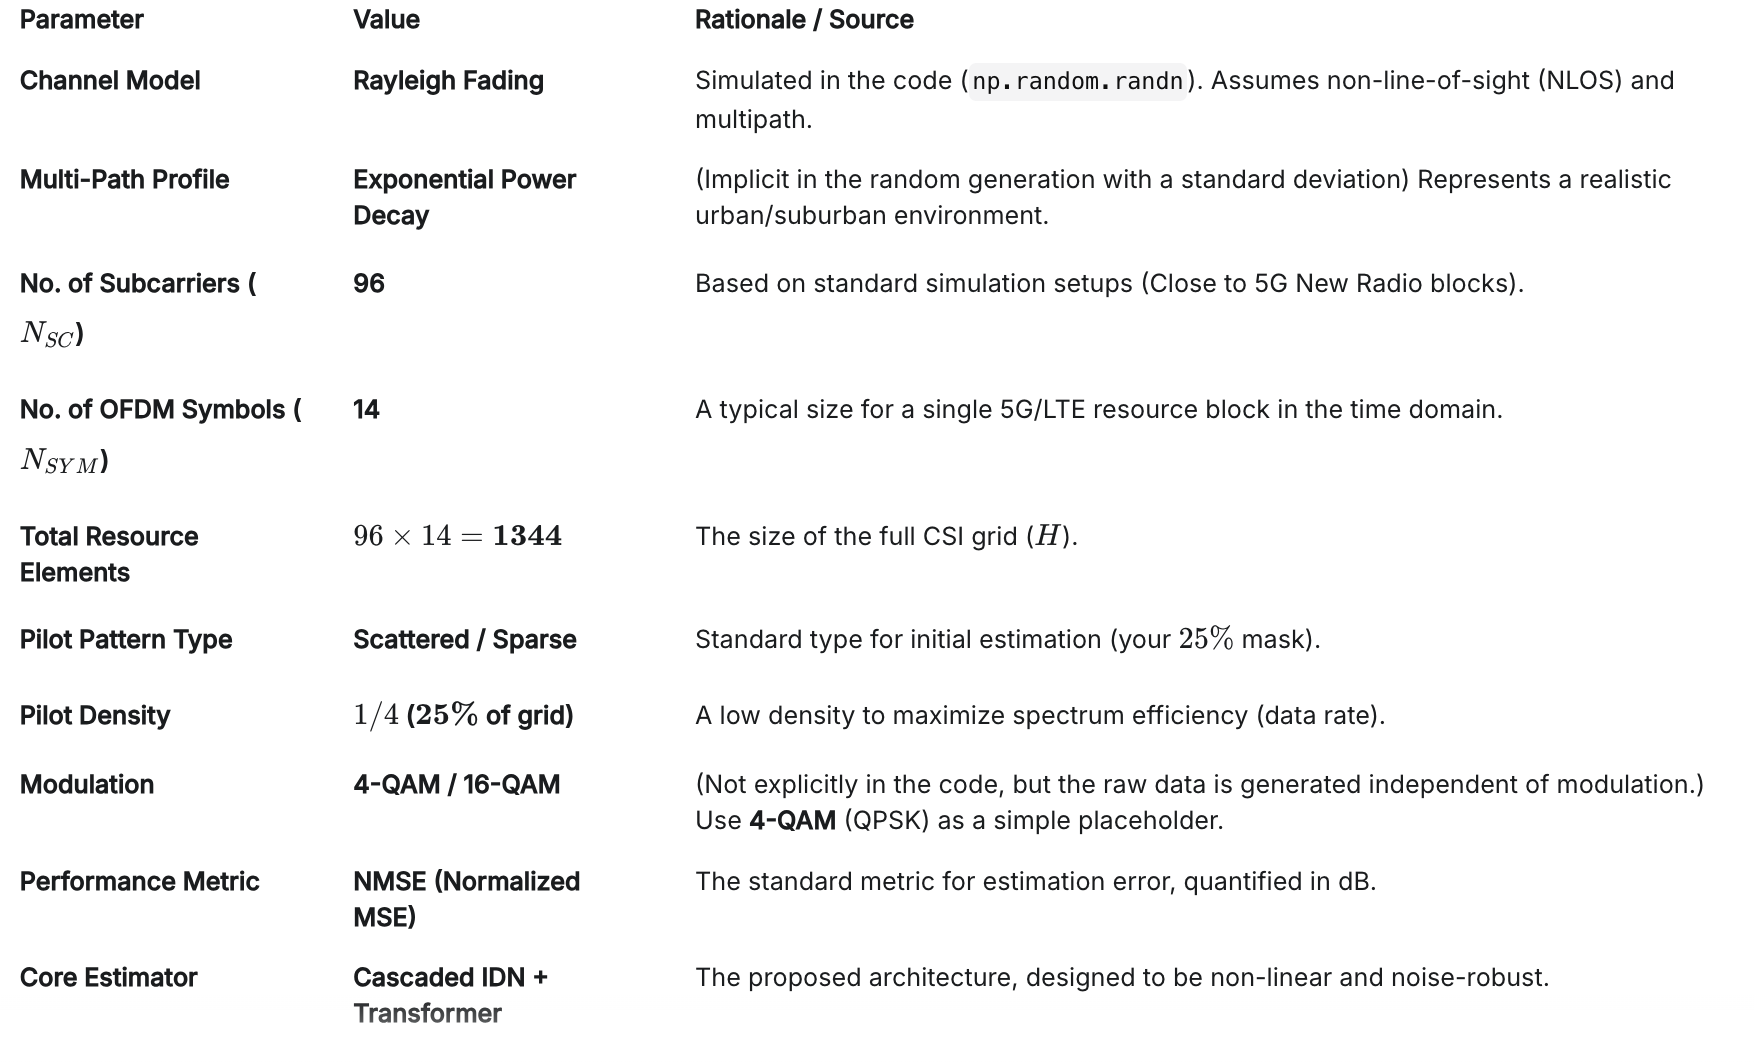 Parameter Value Rationale / Source
Channel Model Rayleigh Fading Simulated in the code (np.random.randn). Assumes non-line-of-sight (NLOS) and
multipath.
Multi-Path Profile Exponential Power (Implicit in the random generation with a standard deviation) Represents a realistic
Decay urban/suburban environment.
No. of Subcarriers ( 96 Based on standard simulation setups (Close to 5G New Radio blocks).
N_{SC})
No. of OFDM Symbols ( 14 A typical size for a single 5G/LTE resource block in the time domain.
N_{SYM})
Total Resource 96 × 14 = 1344 The size of the full CSI grid (H).
Elements
Pilot Pattern Type Scattered / Sparse Standard type for initial estimation (your 25% mask).
Pilot Density 1/4 (25% of grid) A low density to maximize spectrum efficiency (data rate).
Modulation 4-QAM / 16-QAM (Not explicitly in the code, but the raw data is generated independent of modulation.)
Use 4-QAM (QPSK) as a simple placeholder.
Performance Metric NMSE (Normalized The standard metric for estimation error, quantified in dB.
MSE)
Core Estimator Cascaded IDN + The proposed architecture, designed to be non-linear and noise-robust.
Transformer